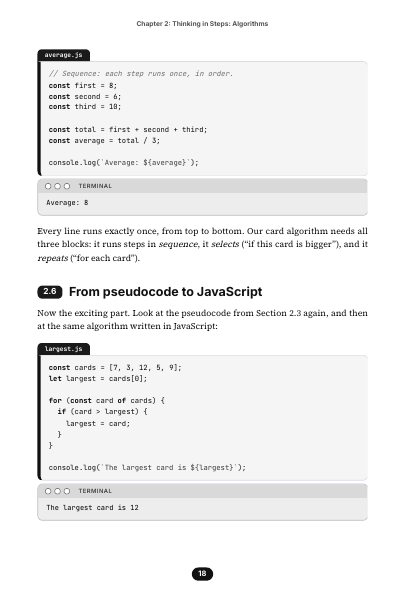 Chapter 2: Thinking in Steps: Algorithms
average.js
// Sequence: each step runs once, in order.
const first = 8;
const second = 6;
const third = 10;
const total = first + second + third;
const average = total / 3;
console.log(`Average: ${average}`);
TERMINAL
Average: 8
Every line runs exactly once, from top to bottom. Our card algorithm needs all
three blocks: it runs steps in sequence, it selects (“if this card is bigger”), and it
repeats (“for each card”).
2.6 From pseudocode to JavaScript
Now the exciting part. Look at the pseudocode from Section 2.3 again, and then
at the same algorithm written in JavaScript:
largest.js
const cards = [7, 3, 12, 5, 9];
let largest = cards[0];
for (const card of cards) {
  if (card > largest) {
    largest = card;
  }
}
console.log(`The largest card is ${largest}`);
TERMINAL
The largest card is 12
18